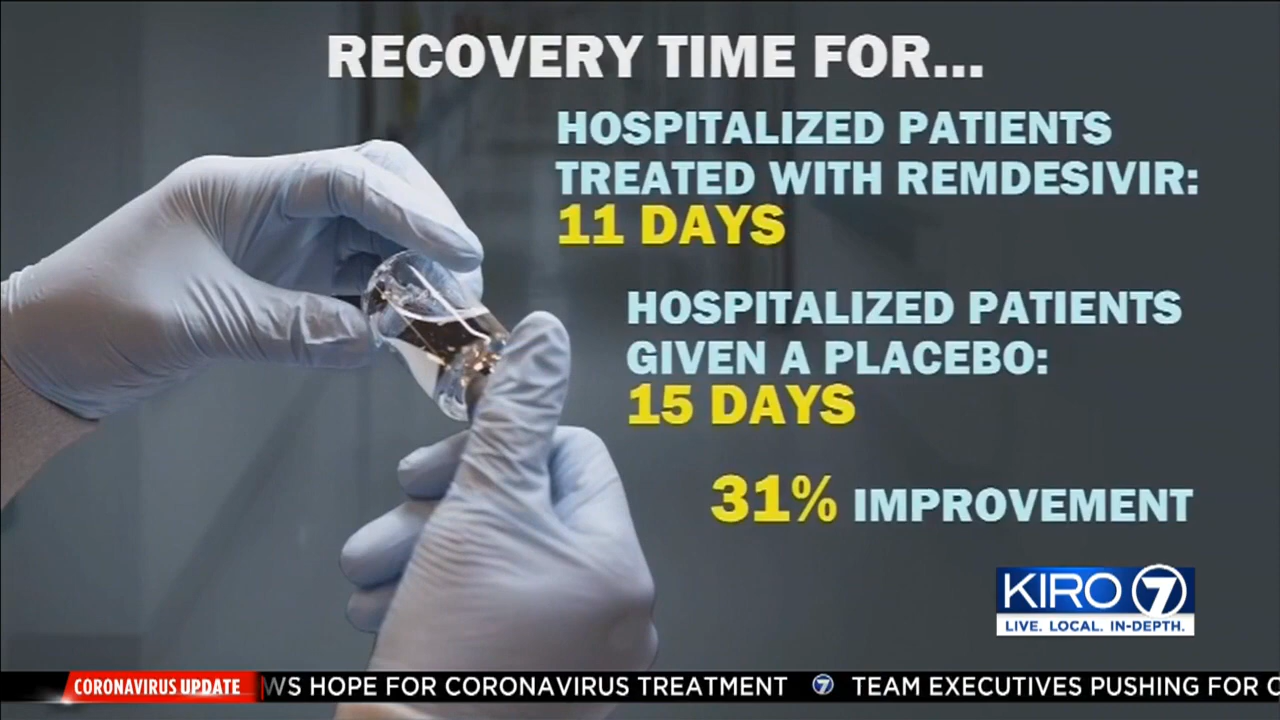 RECOVERY TIME FOR...
HOSPITALIZED PATIENTS
TREATED WITH REMDESIVIR:
11 DAYS
HOSPITALIZED PATIENTS
GIVEN A PLACEBO:
15 DAYS
31% IMPROVEMENT
KIRO 7
LIVE. LOCAL. IN-DEPTH.
CORONAVIRUS UPDATE
WS HOPE FOR CORONAVIRUS TREATMENT 7 TEAM EXECUTIVES PUSHING FOR